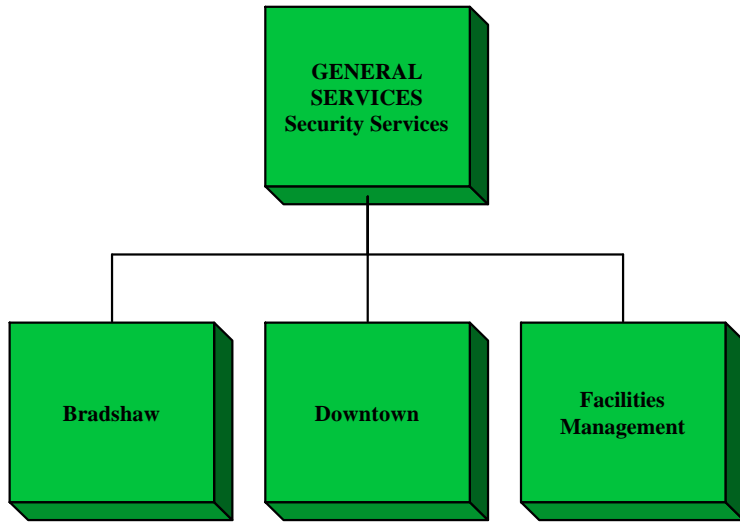 GENERAL
SERVICES
Security Services
Bradshaw
Downtown
Facilities
Management